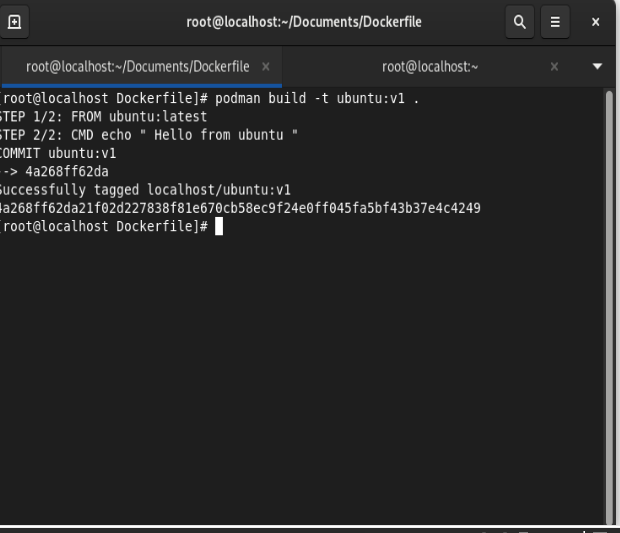 root@localhost:~/Documents/Dockerfile
root@localhost:~/Documents/Dockerfile × root@localhost:~ ×
[root@localhost Dockerfile]# podman build -t ubuntu:v1 .
STEP 1/2: FROM ubuntu:latest
STEP 2/2: CMD echo " Hello from ubuntu "
COMMIT ubuntu:v1
--> 4a268ff62da
Successfully tagged localhost/ubuntu:v1
4a268ff62da21f02d227838f81e670cb58ec9f24e0ff045fa5bf43b37e4c4249
[root@localhost Dockerfile]#